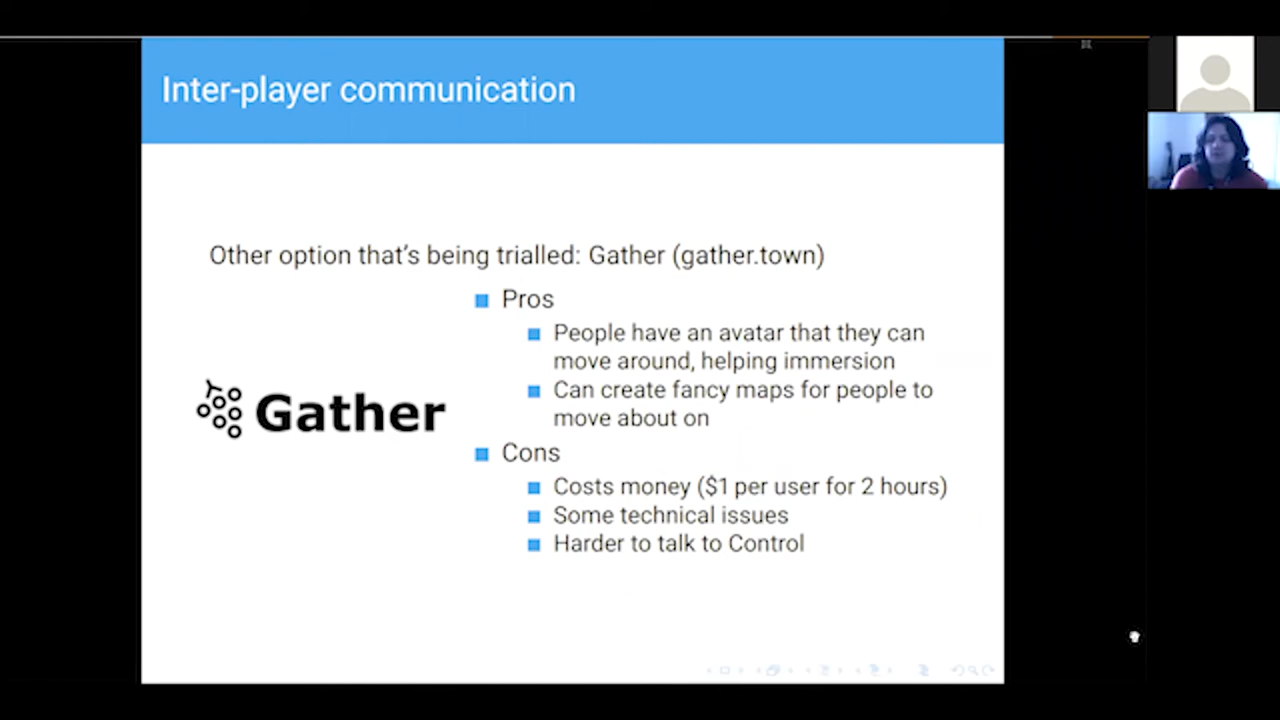 Inter-player communication
Other option that's being trialled: Gather (gather.town)
Pros
People have an avatar that they can
move around, helping immersion
Can create fancy maps for people to
move about on
Gather
Cons
Costs money ($1 per user for 2 hours)
Some technical issues
Harder to talk to Control